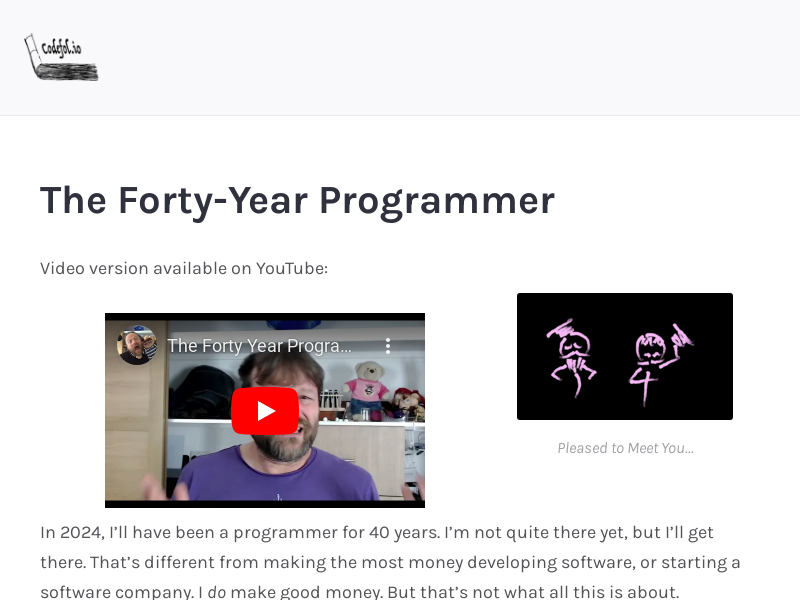 Codefol.io
The Forty-Year Programmer
Video version available on YouTube:
The Forty Year Progra...
Pleased to Meet You...
In 2024, I’ll have been a programmer for 40 years. I’m not quite there yet, but I’ll get
there. That’s different from making the most money developing software, or starting a
software company. I do make good money. But that’s not what all this is about.